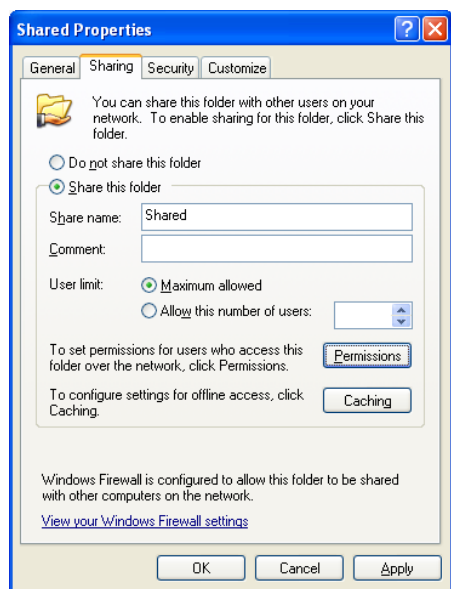 Shared Properties
General Sharing Security Customize
You can share this folder with other users on your
network. To enable sharing for this folder, click Share this
folder.
Do not share this folder
Share this folder
Share name: Shared
Comment:
User limit: Maximum allowed
Allow this number of users:
To set permissions for users who access this
folder over the network, click Permissions.
Permissions
To configure settings for offline access, click
Caching.
Caching
Windows Firewall is configured to allow this folder to be shared
with other computers on the network.
View your Windows Firewall settings
OK Cancel Apply